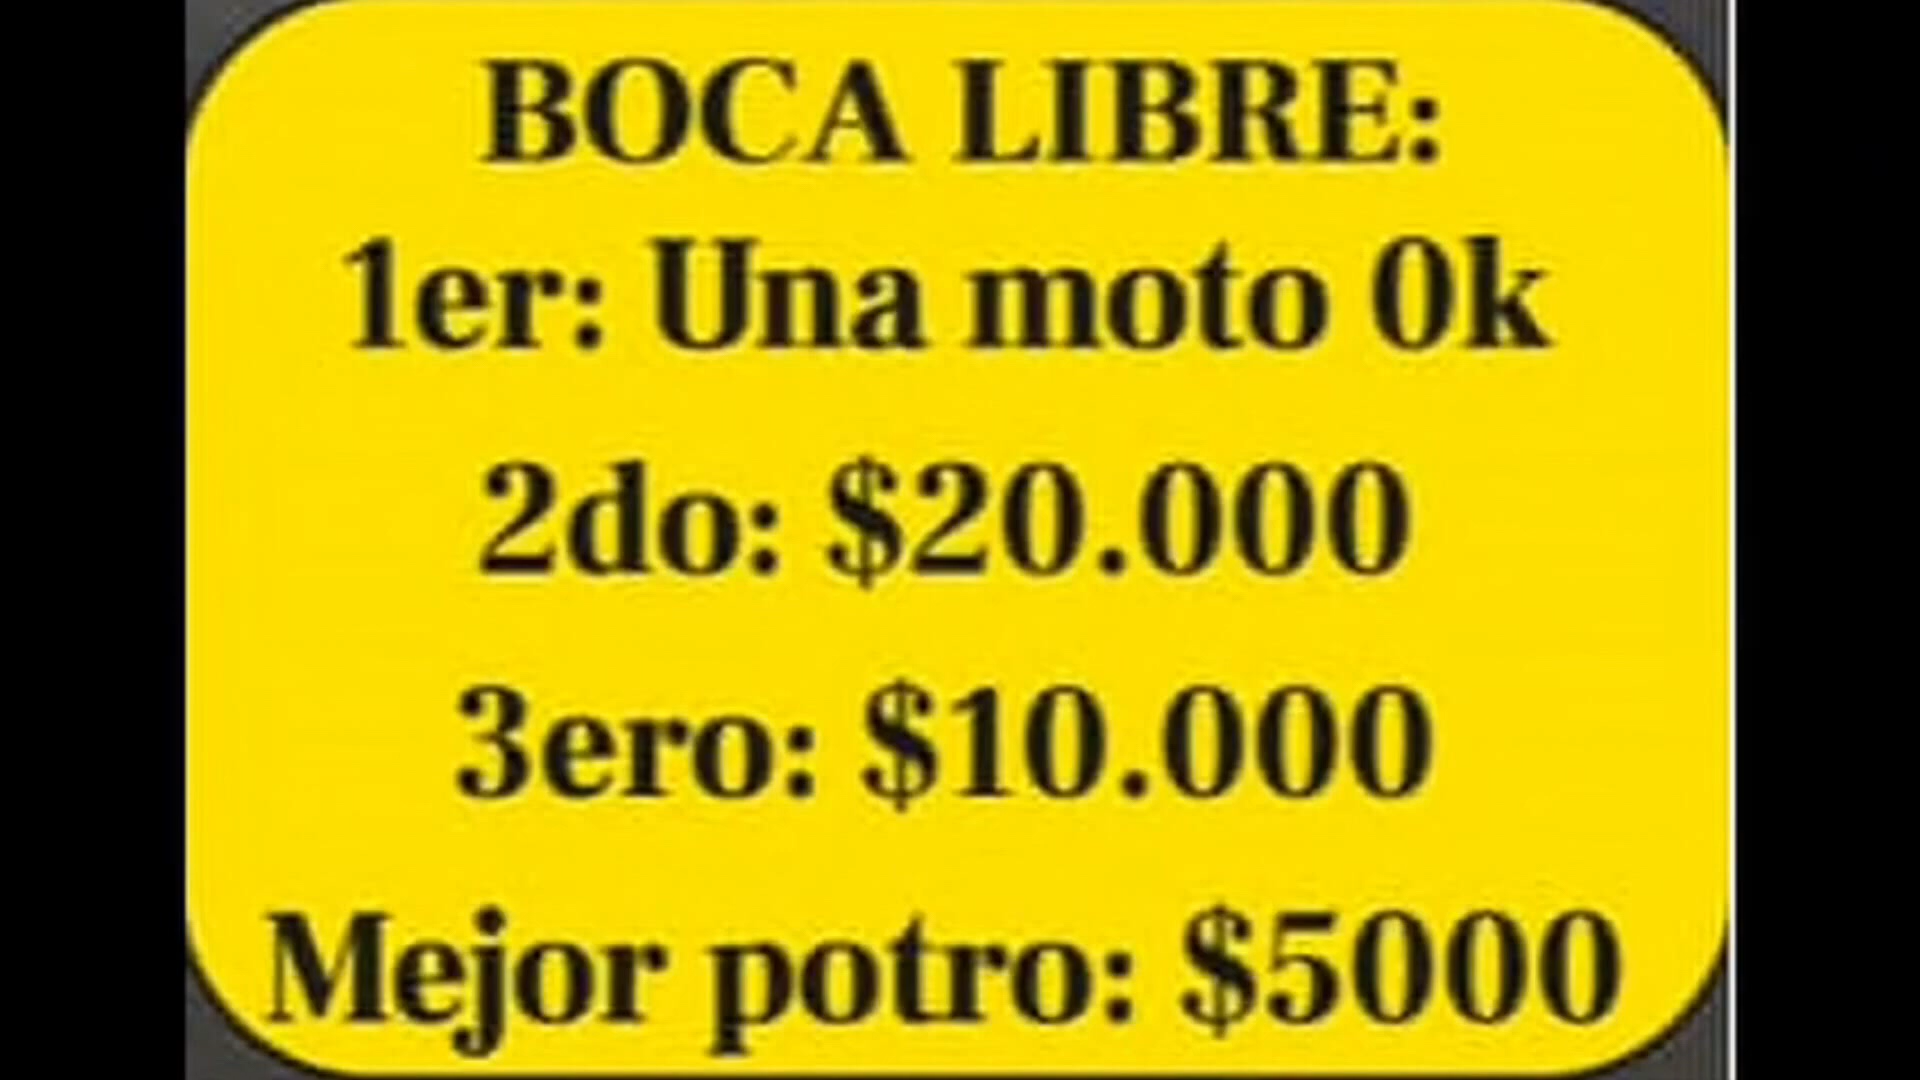 BOCA LIBRE:
1er: Una moto 0k
2do: $20.000
3ero: $10.000
Mejor potro: $5000